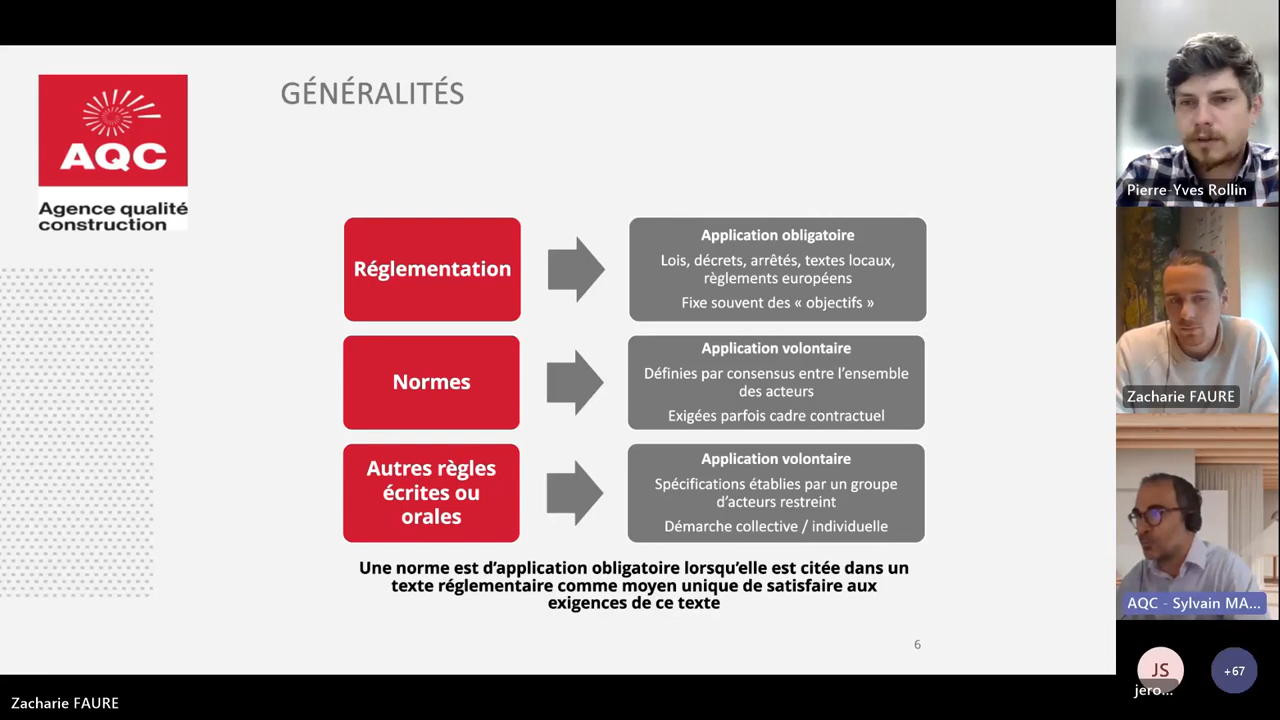 GÉNÉRALITÉS
AQC
Agence qualité
construction
Réglementation
Application obligatoire
Lois, décrets, arrêtés, textes locaux,
règlements européens
Fixe souvent des « objectifs »
Normes
Application volontaire
Définies par consensus entre l’ensemble
des acteurs
Exigées parfois cadre contractuel
Autres règles
écrites ou
orales
Application volontaire
Spécifications établies par un groupe
d’acteurs restreint
Démarche collective / individuelle
Une norme est d’application obligatoire lorsqu’elle est citée dans un
texte réglementaire comme moyen unique de satisfaire aux
exigences de ce texte
6
Zacharie FAURE
Pierre-Yves Rollin
Zacharie FAURE
AQC - Sylvain MA...
JS
jero...
+67